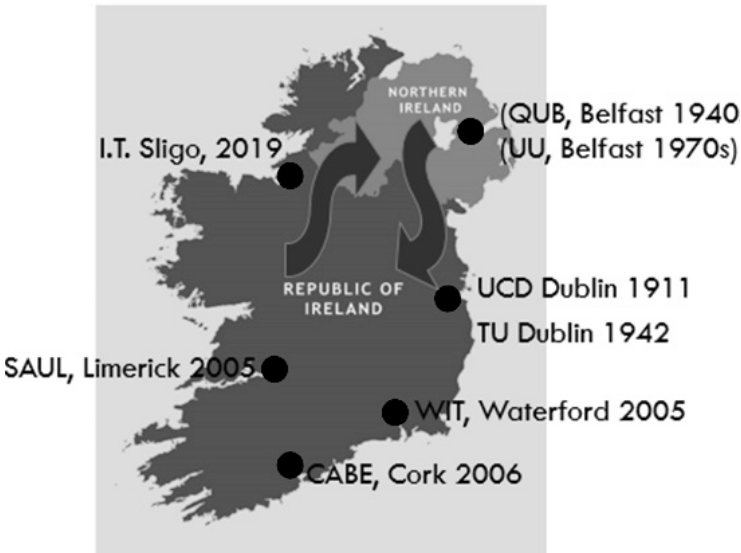 NORTHERN
IRELAND
(QUB, Belfast 1940
(UU, Belfast 1970s)
I.T. Sligo, 2019
REPUBLIC OF
IRELAND
UCD Dublin 1911
TU Dublin 1942
SAUL, Limerick 2005
WIT, Waterford 2005
CABE, Cork 2006